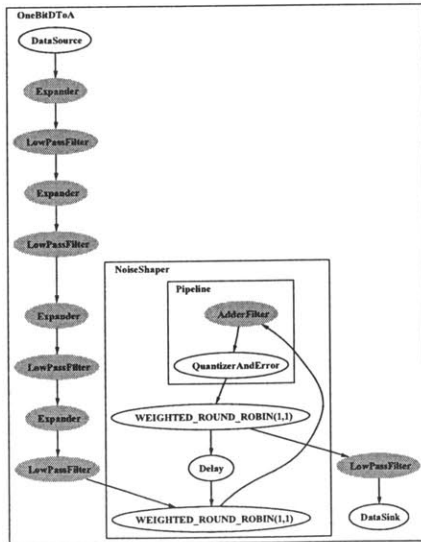 OneBitDToA
DataSource
Expander
LowPassFilter
Expander
LowPassFilter
NoiseShaper
Pipeline
AdderFilter
Expander
QuantizerAndError
LowPassFilter
WEIGHTED_ROUND_ROBIN(1,1)
Expander
Delay
LowPassFilter
LowPassFilter
WEIGHTED_ROUND_ROBIN(1,1)
DataSink